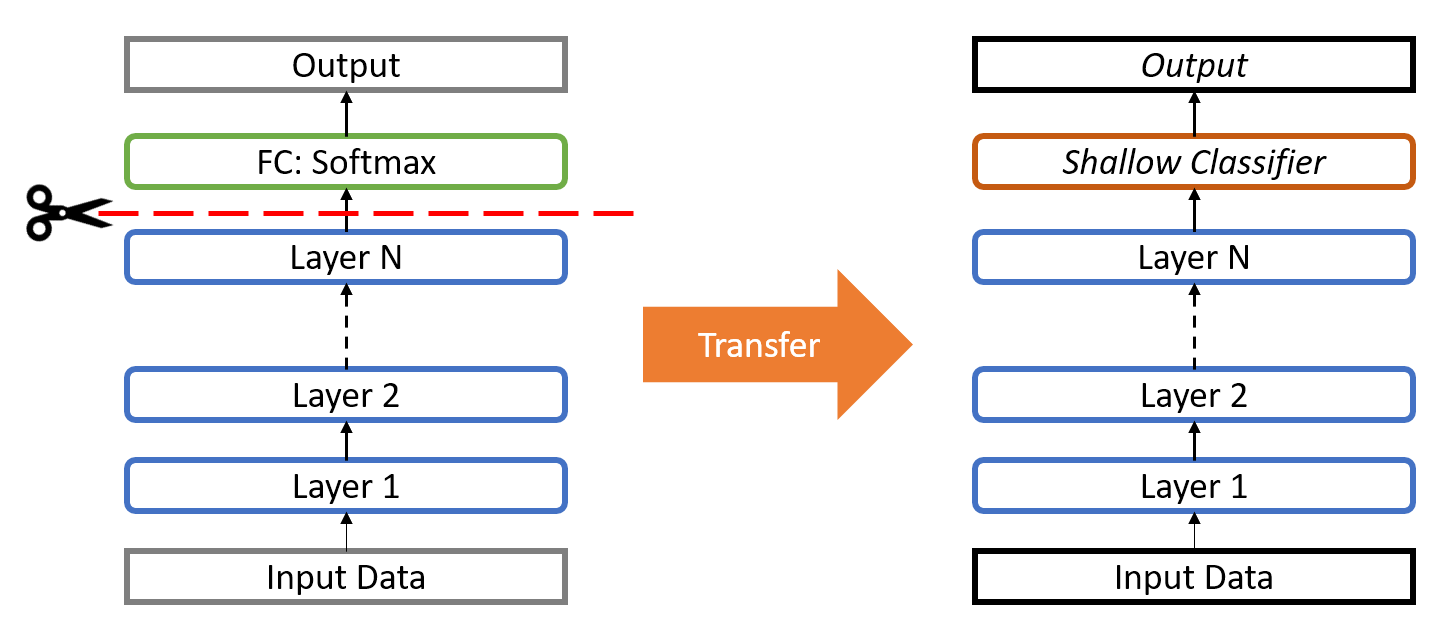 Output
FC: Softmax
Layer N
Layer 2
Layer 1
Input Data
Transfer
Output
Shallow Classifier
Layer N
Layer 2
Layer 1
Input Data